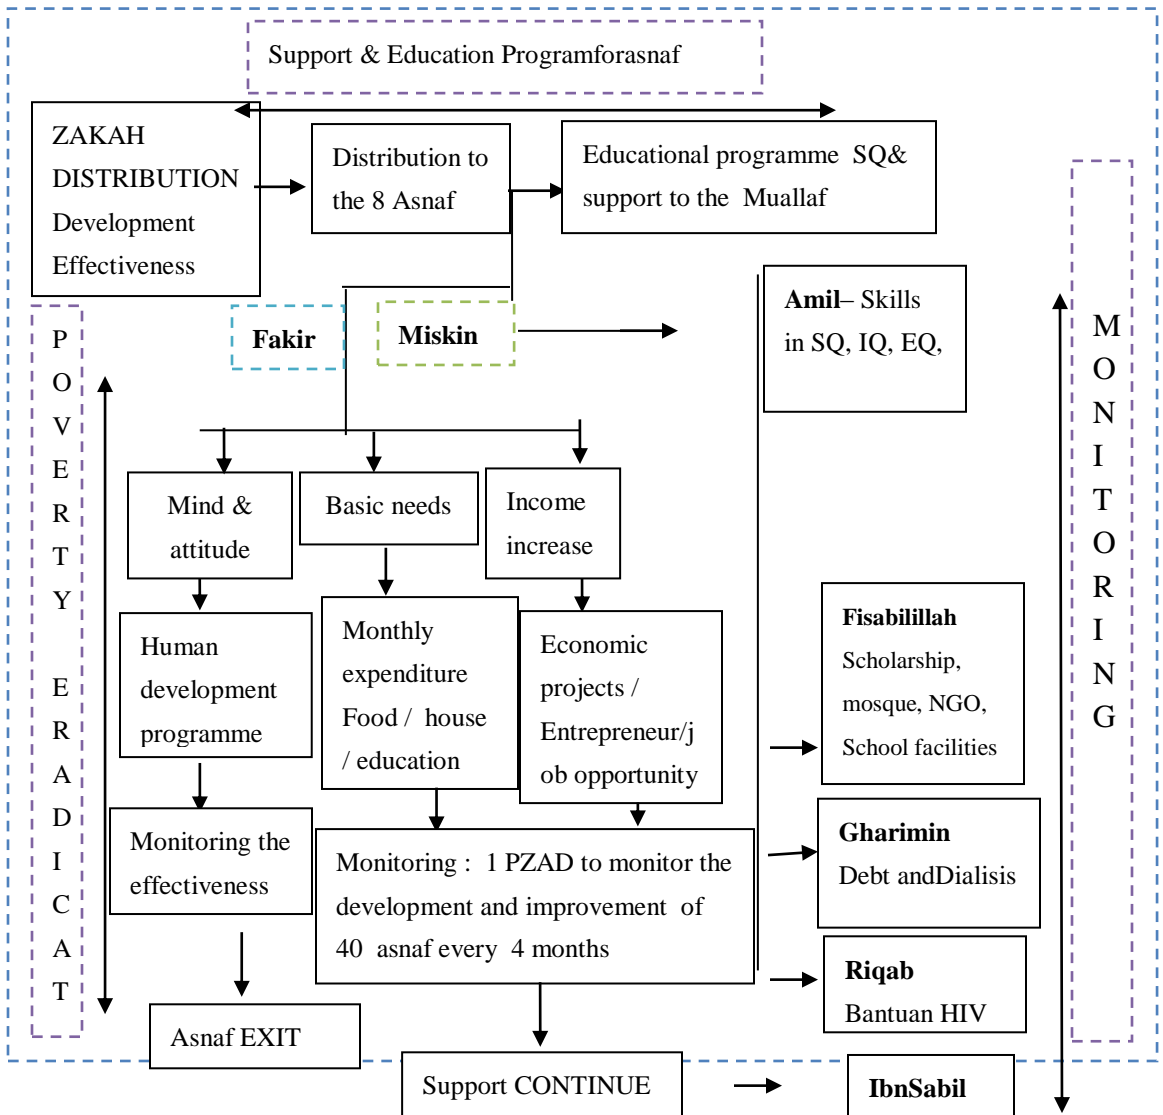 Support & Education Programforasnaf
ZAKAH
DISTRIBUTION
Development
Effectiveness
Distribution to
the 8 Asnaf
Educational programme SQ&
support to the Muallaf
Fakir
Miskin
Amil– Skills
in SQ, IQ, EQ,
POVERTY ERADICAT
MONITORING
Mind &
attitude
Basic needs
Income
increase
Human
development
programme
Monthly
expenditure
Food / house
/ education
Economic
projects /
Entrepreneur/j
ob opportunity
Fisabilillah
Scholarship,
mosque, NGO,
School facilities
Monitoring the
effectiveness
Monitoring : 1 PZAD to monitor the
development and improvement of
40 asnaf every 4 months
Gharimin
Debt andDialisis
Riqab
Bantuan HIV
Asnaf EXIT
Support CONTINUE
IbnSabil